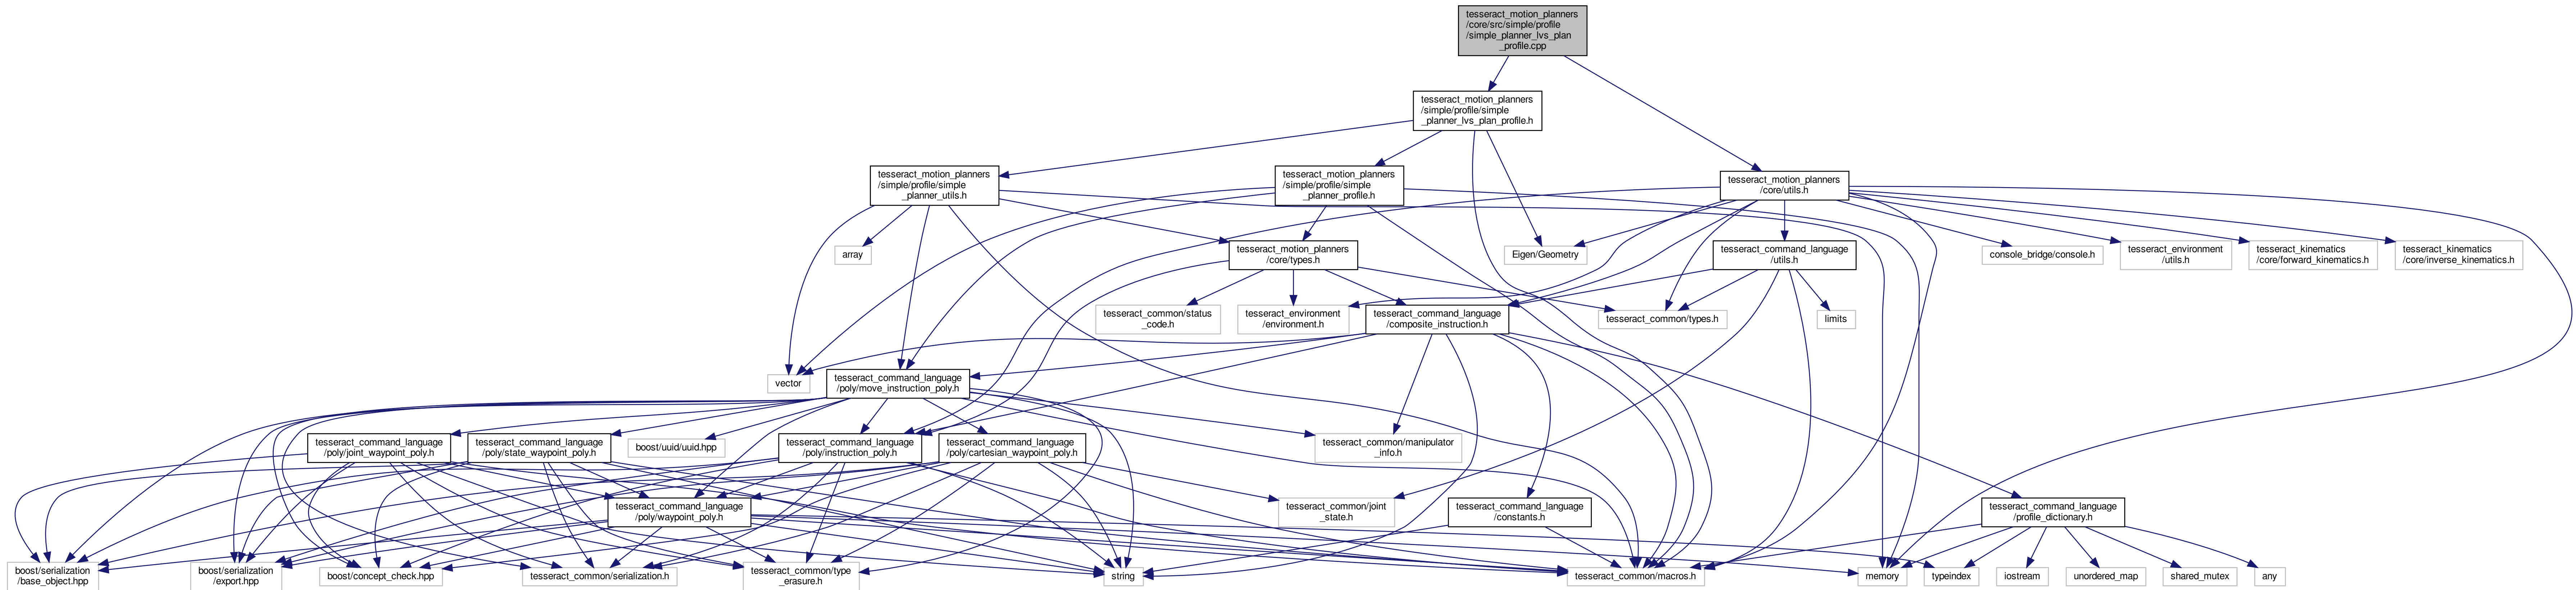 tesseract_motion_planners
/core/src/simple/profile
/simple_planner_lvs_plan
_profile.cpp
tesseract_motion_planners
/simple/profile/simple
_planner_lvs_plan_profile.h
tesseract_motion_planners
/simple/profile/simple
_planner_utils.h
tesseract_motion_planners
/simple/profile/simple
_planner_profile.h
tesseract_motion_planners
/core/utils.h
array
tesseract_motion_planners
/core/types.h
Eigen/Geometry
tesseract_command_language
/utils.h
console_bridge/console.h
tesseract_environment
/utils.h
tesseract_kinematics
/core/forward_kinematics.h
tesseract_kinematics
/core/inverse_kinematics.h
tesseract_common/status
_code.h
tesseract_environment
/environment.h
tesseract_command_language
/composite_instruction.h
tesseract_common/types.h
limits
vector
tesseract_command_language
/poly/move_instruction_poly.h
tesseract_command_language
/poly/joint_waypoint_poly.h
tesseract_command_language
/poly/state_waypoint_poly.h
boost/uuid/uuid.hpp
tesseract_command_language
/poly/instruction_poly.h
tesseract_command_language
/poly/cartesian_waypoint_poly.h
tesseract_common/manipulator
_info.h
tesseract_command_language
/poly/waypoint_poly.h
tesseract_common/joint
_state.h
tesseract_command_language
/constants.h
tesseract_command_language
/profile_dictionary.h
boost/serialization
/base_object.hpp
boost/serialization
/export.hpp
boost/concept_check.hpp
tesseract_common/serialization.h
tesseract_common/type
_erasure.h
string
tesseract_common/macros.h
memory
typeindex
iostream
unordered_map
shared_mutex
any